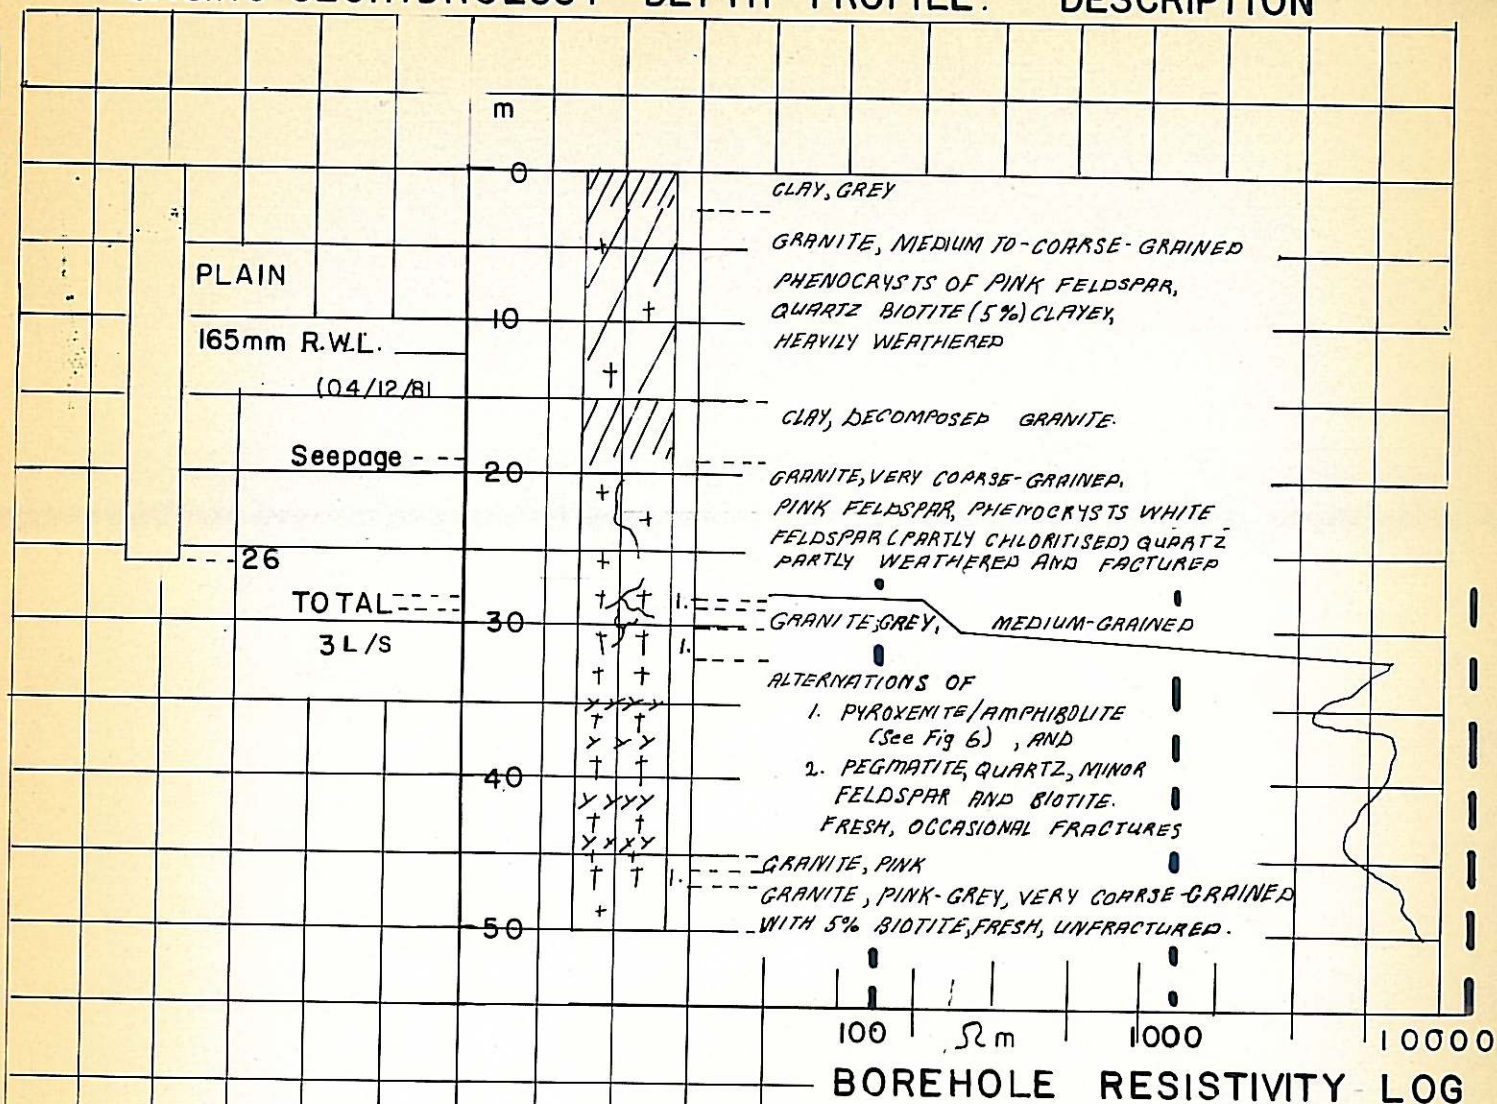 DEPTH PROFILE: DESCRIPTION
m
0
CLAY, GREY
GRANITE, MEDIUM TO-COARSE-GRAINED
PLAIN
PHENOCRYSTS OF PINK FELDSPAR,
10
QUARTZ BIOTITE (5%) CLAYEY,
165mm R.W.L.
HEAVILY WEATHERED
(04/12/81
CLAY, DECOMPOSED GRANITE.
Seepage
20
GRANITE, VERY COARSE-GRAINED,
PINK FELDSPAR, PHENOCRYSTS WHITE
FELDSPAR (PARTLY CHLORITISED) QUARTZ
26
PARTLY WEATHERED AND FACTURED
TOTAL
1.
30
GRANITE, GREY, MEDIUM-GRAINED
3 L/S
1.
ALTERNATIONS OF
1. PYROXENITE/AMPHIBOLITE
(See Fig 6) , AND
40
2. PEGMATITE, QUARTZ, MINOR
FELDSPAR AND BIOTITE.
FRESH, OCCASIONAL FRACTURES
GRANITE, PINK
1.
GRANITE, PINK-GREY, VERY COARSE-GRAINED
50
WITH 5% BIOTITE, FRESH, UNFRACTURED.
100 Ωm 1000 10000
BOREHOLE RESISTIVITY LOG